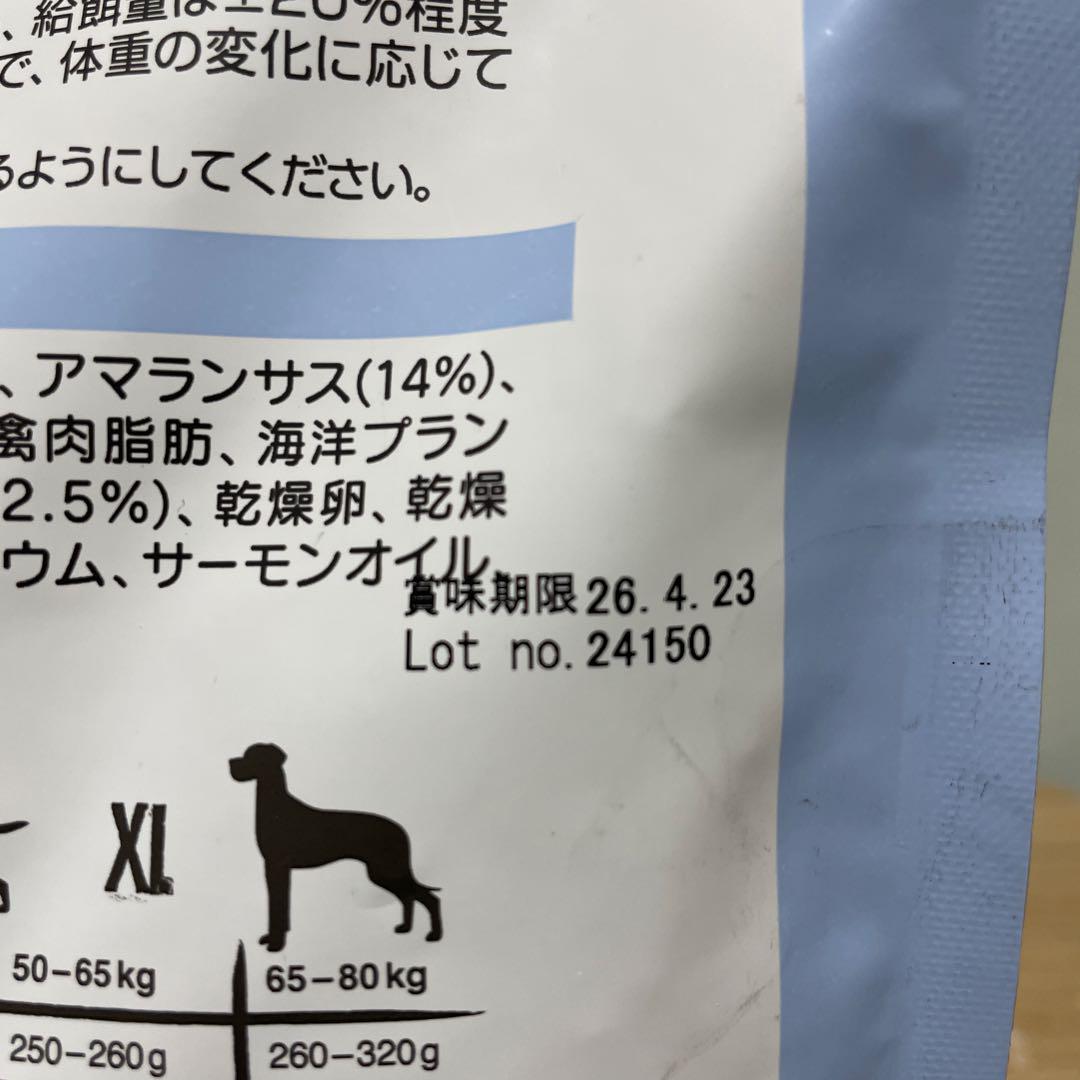 、給餌量は±20%程度
で、体重の変化に応じて
るようにしてください。
、アマランサス(14%)、
禽肉脂肪、海洋プラン
2.5%)、乾燥卵、乾燥
ウム、サーモンオイル、
賞味期限 26.4.23
Lot no. 24150
XL
50-65kg 65-80kg
250-260g 260-320g